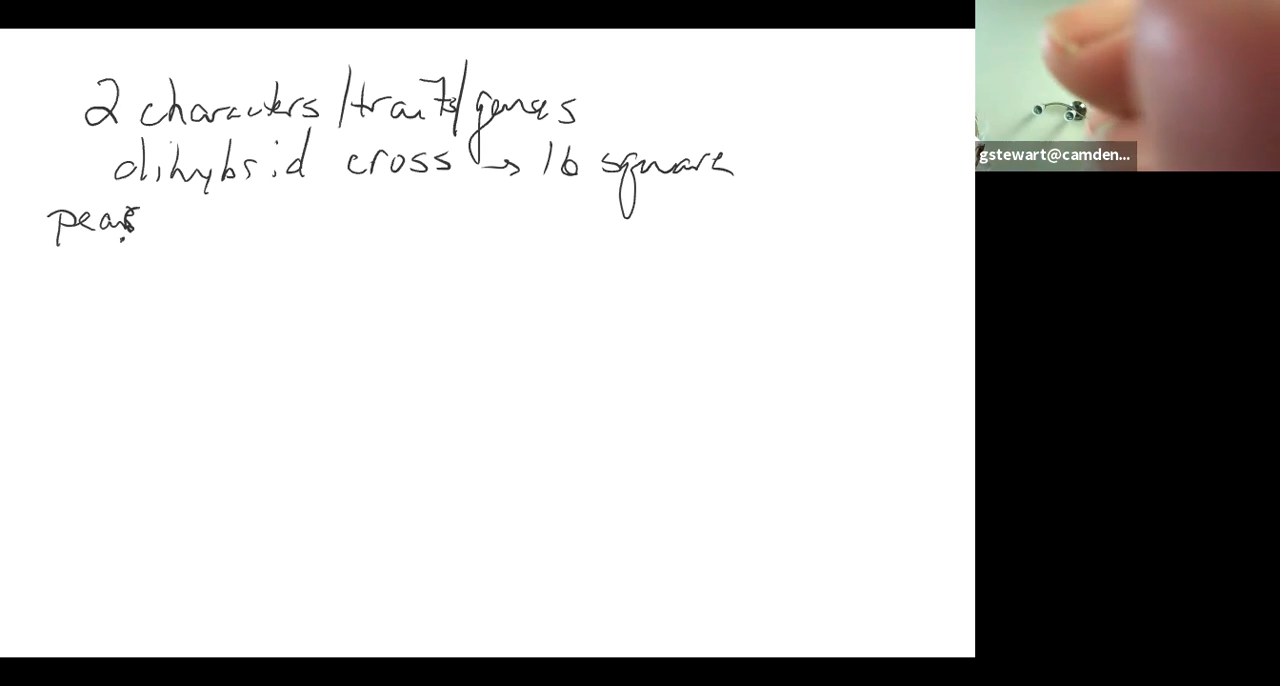 2 characters/traits/genes
dihybrid cross → 16 square
peas
gstewart@camden...